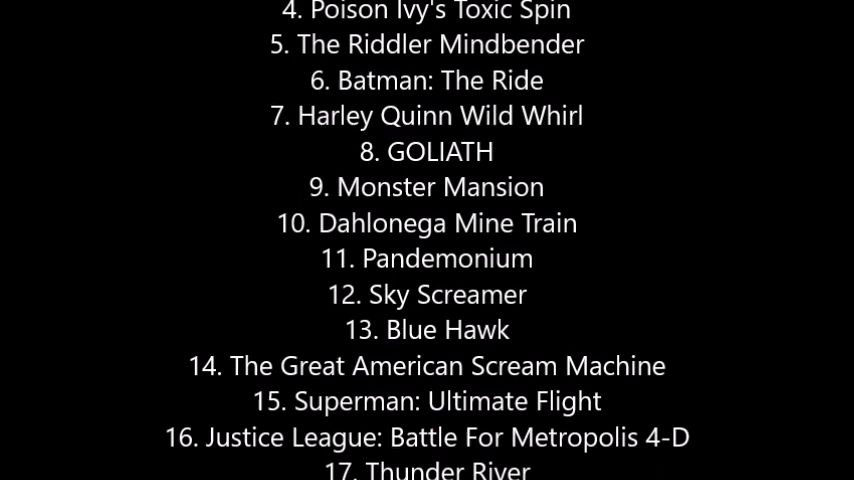 4. Poison Ivy's Toxic Spin
5. The Riddler Mindbender
6. Batman: The Ride
7. Harley Quinn Wild Whirl
8. GOLIATH
9. Monster Mansion
10. Dahlonega Mine Train
11. Pandemonium
12. Sky Screamer
13. Blue Hawk
14. The Great American Scream Machine
15. Superman: Ultimate Flight
16. Justice League: Battle For Metropolis 4-D
17. Thunder River